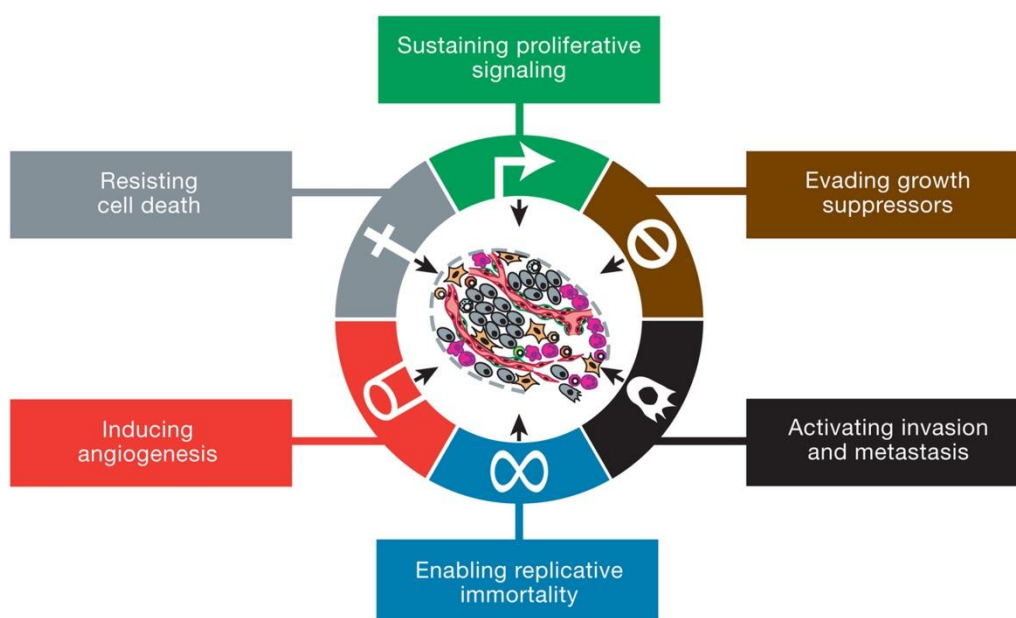 Sustaining proliferative
signaling
Resisting
cell death
Evading growth
suppressors
Inducing
angiogenesis
Activating invasion
and metastasis
Enabling replicative
immortality